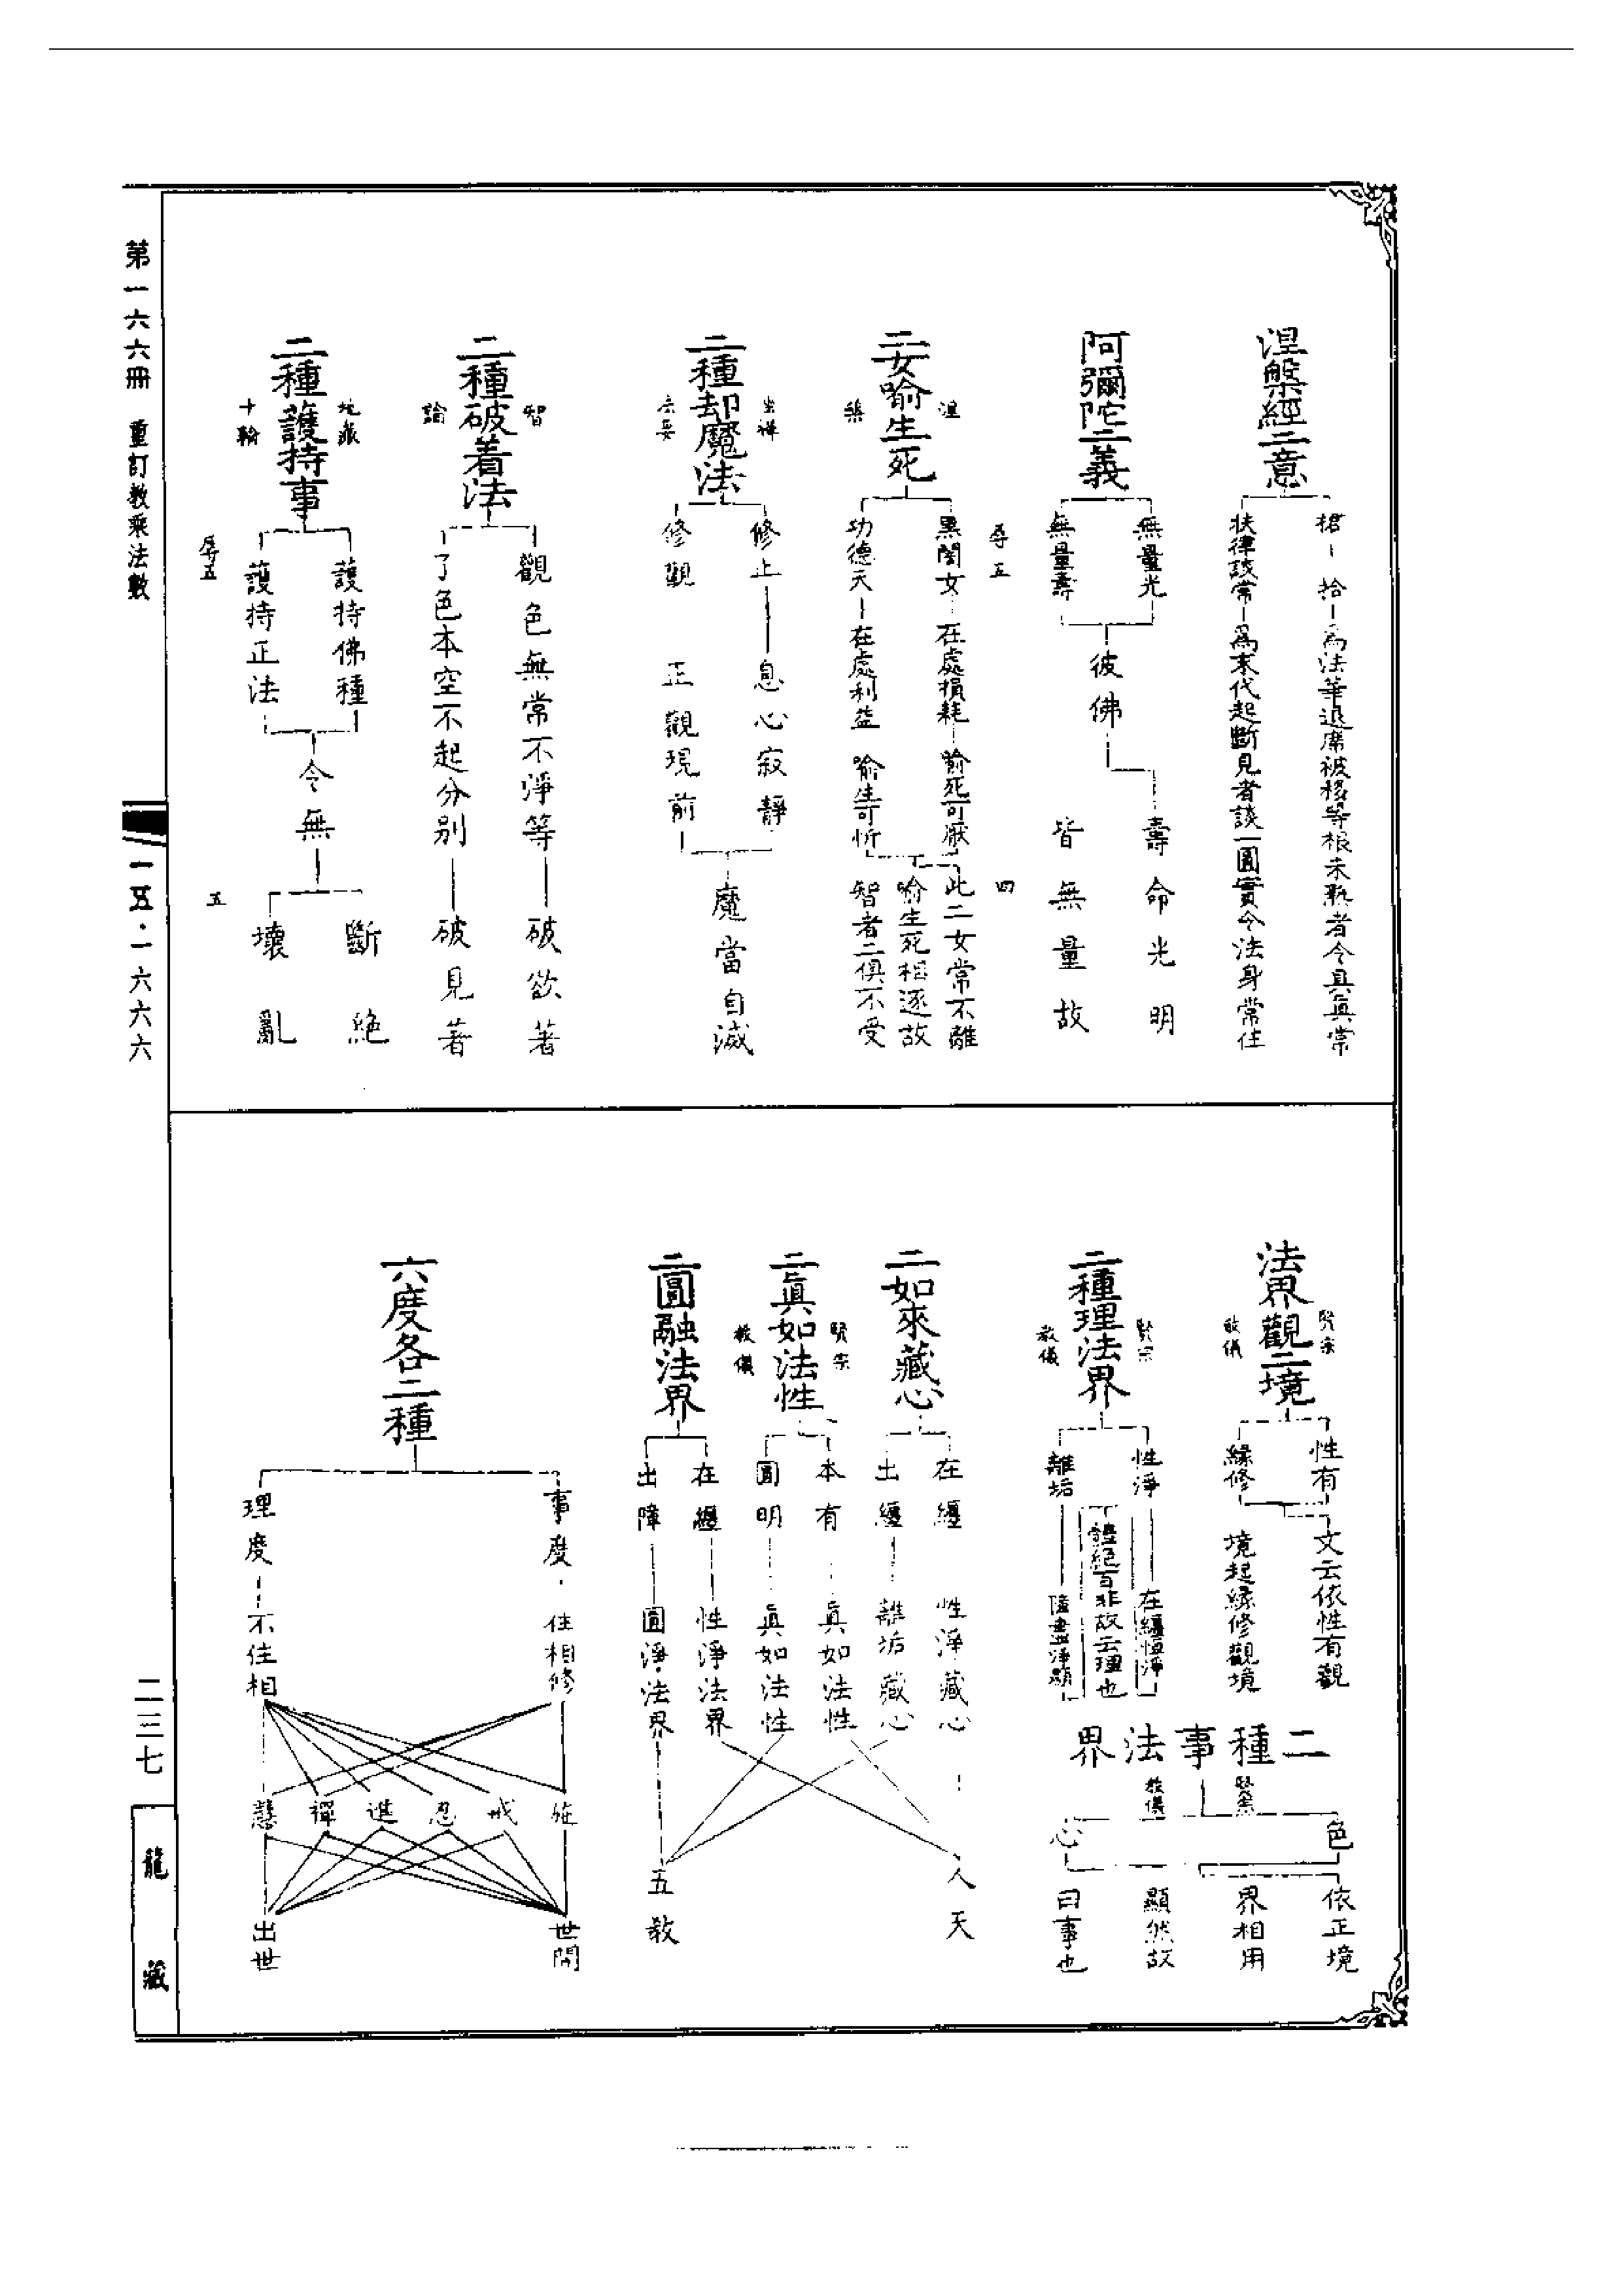 涅槃經二意
捃 拾 爲法華退席被移等根未熟者令具眞常
扶律談常 爲末代起斷見者談一圓實令法身常住
阿彌陀二義
無量光
無量壽
彼佛
壽命光明
皆無量故
辱五
四
二女喻生死
涅
槃
黑闇女 在處損耗 喻死可厭
功德天 在處利益 喻生可忻
此二女常不離
喻生死相逐故
智者二俱不受
二種却魔法
坐禪
六妙
修止 息心寂靜
修觀 正觀現前
魔當自滅
二種破着法
智
論
觀色無常不淨等 破欲著
了色本空不起分別 破見著
二種護持事
地藏
十輪
護持佛種
護持正法
令無
斷絕
壞亂
辱五
五
法界觀二境
賢宗
教儀
性有
緣修
文云依性有觀
境起緣修觀境
二種理法界
賢宗
教儀
性淨 在纏恒淨
離垢 障盡淨顯
體絕百非故云理也
二種事法界
賢宗
教儀
色
心
依正境
界相用
顯然故
曰事也
二如來藏心
在纏 性淨藏心
出纏 離垢藏心
二眞如法性
賢宗
教儀
本有 眞如法性
圓明 眞如法性
二圓融法界
在纏 性淨法界
出障 圓淨法界
人天
五教
六度各二種
事度 住相修
理度 不住相
施
戒
忍
進
禪
慧
世間
出世
第一六六冊 重訂教乘法數
一五·一六六六
二三七
龍藏